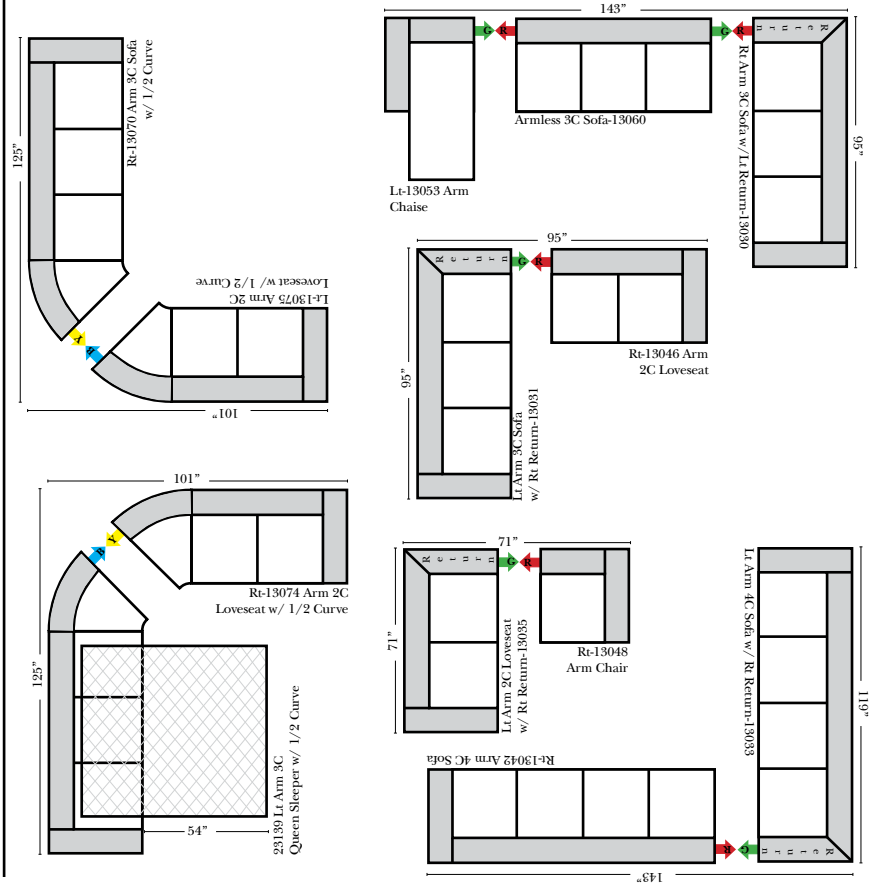 125”
Rt-13070 Arm 3C Sofa
w/ 1/2 Curve
Y
B
Lt-13075 Arm 2C
Loveseat w/ 1/2 Curve
101”
143”
G
R
G
R
Return
Lt-13053 Arm
Chaise
Armless 3C Sofa-13060
Rt Arm 3C Sofa w/Lt Return-13030
95”
95”
Return
G
R
95”
Lt Arm 3C Sofa
w/ Rt Return-13031
Rt-13046 Arm
2C Loveseat
101”
B
Y
125”
Rt-13074 Arm 2C
Loveseat w/ 1/2 Curve
54”
23139 Lt Arm 3C
Queen Sleeper w/ 1/2 Curve
71”
Return
G
R
71”
Lt Arm 2C Loveseat
w/ Rt Return-13035
Rt-13048
Arm Chair
Lt Arm 4C Sofa w/ Rt Return-13033
119”
Rt-13042 Arm 4C Sofa
R
G
Return
143”